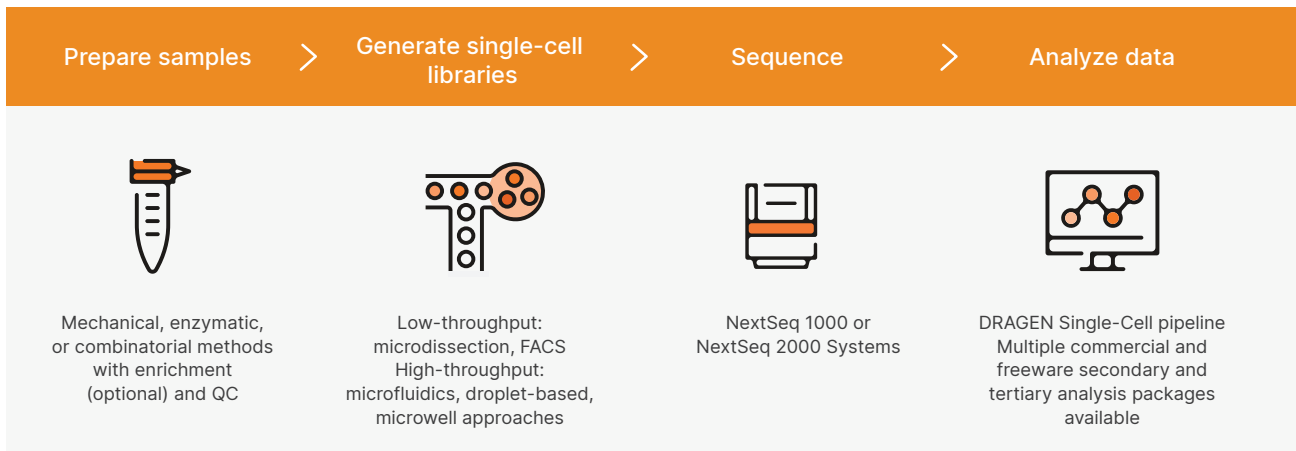 Prepare samples
Generate single-cell
libraries
Sequence
Analyze data
Mechanical, enzymatic,
or combinatorial methods
with enrichment
(optional) and QC
Low-throughput:
microdissection, FACS
High-throughput:
microfluidics, droplet-based,
microwell approaches
NextSeq 1000 or
NextSeq 2000 Systems
DRAGEN Single-Cell pipeline
Multiple commercial and
freeware secondary and
tertiary analysis packages
available